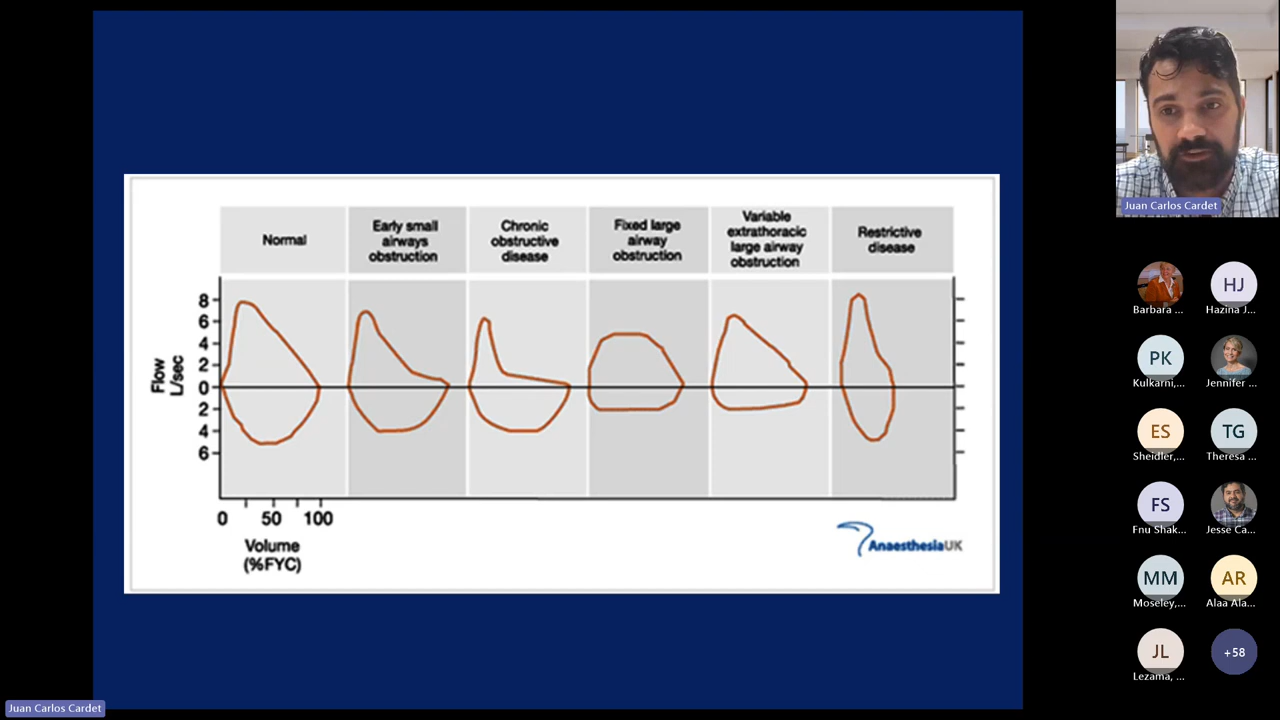 Normal
Early small
airways
obstruction
Chronic
obstructive
disease
Fixed large
airway
obstruction
Variable
extrathoracic
large airway
obstruction
Restrictive
disease
8
6
4
2
0
2
4
6
Flow
L/sec
0 50 100
Volume
(%FYC)
AnaesthesiaUK
Juan Carlos Cardet
Barbara ...
HJ
Hazina J...
PK
Kulkarni,...
Jennifer ...
ES
Sheidler,...
TG
Theresa ...
FS
Fnu Shak...
Jesse Ca...
MM
Moseley,...
AR
Alaa Ala...
JL
Lezama, ...
+58
Juan Carlos Cardet